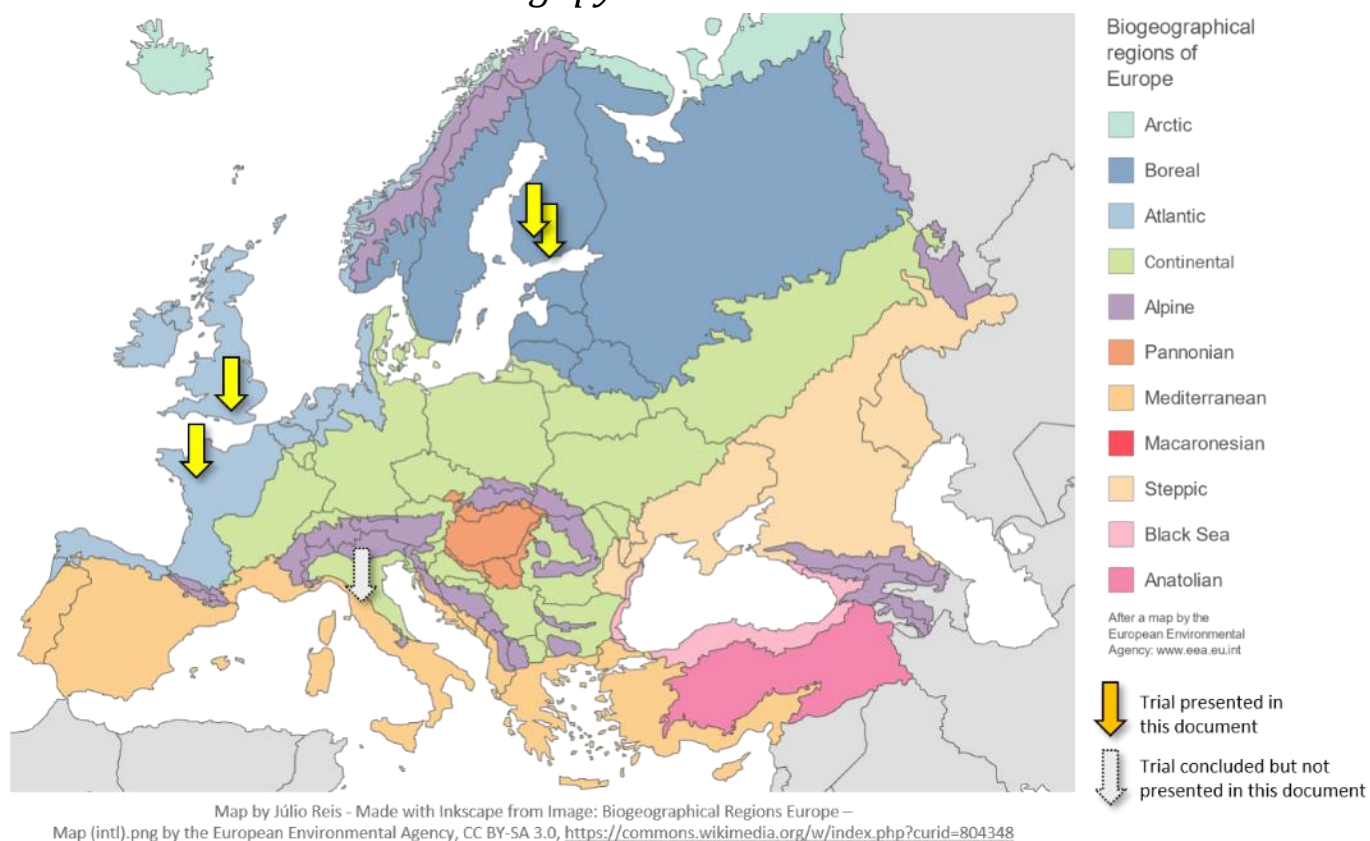 Biogeographical
regions of
Europe
Arctic
Boreal
Atlantic
Continental
Alpine
Pannonian
Mediterranean
Macaronesian
Steppic
Black Sea
Anatolian
After a map by the
European Environmental
Agency: www.eea.eu.int
Trial presented in
this document
Trial concluded but not
presented in this document
Map by Júlio Reis - Made with Inkscape from Image: Biogeographical Regions Europe –
Map (intl).png by the European Environmental Agency, CC BY-SA 3.0, https://commons.wikimedia.org/w/index.php?curid=804348